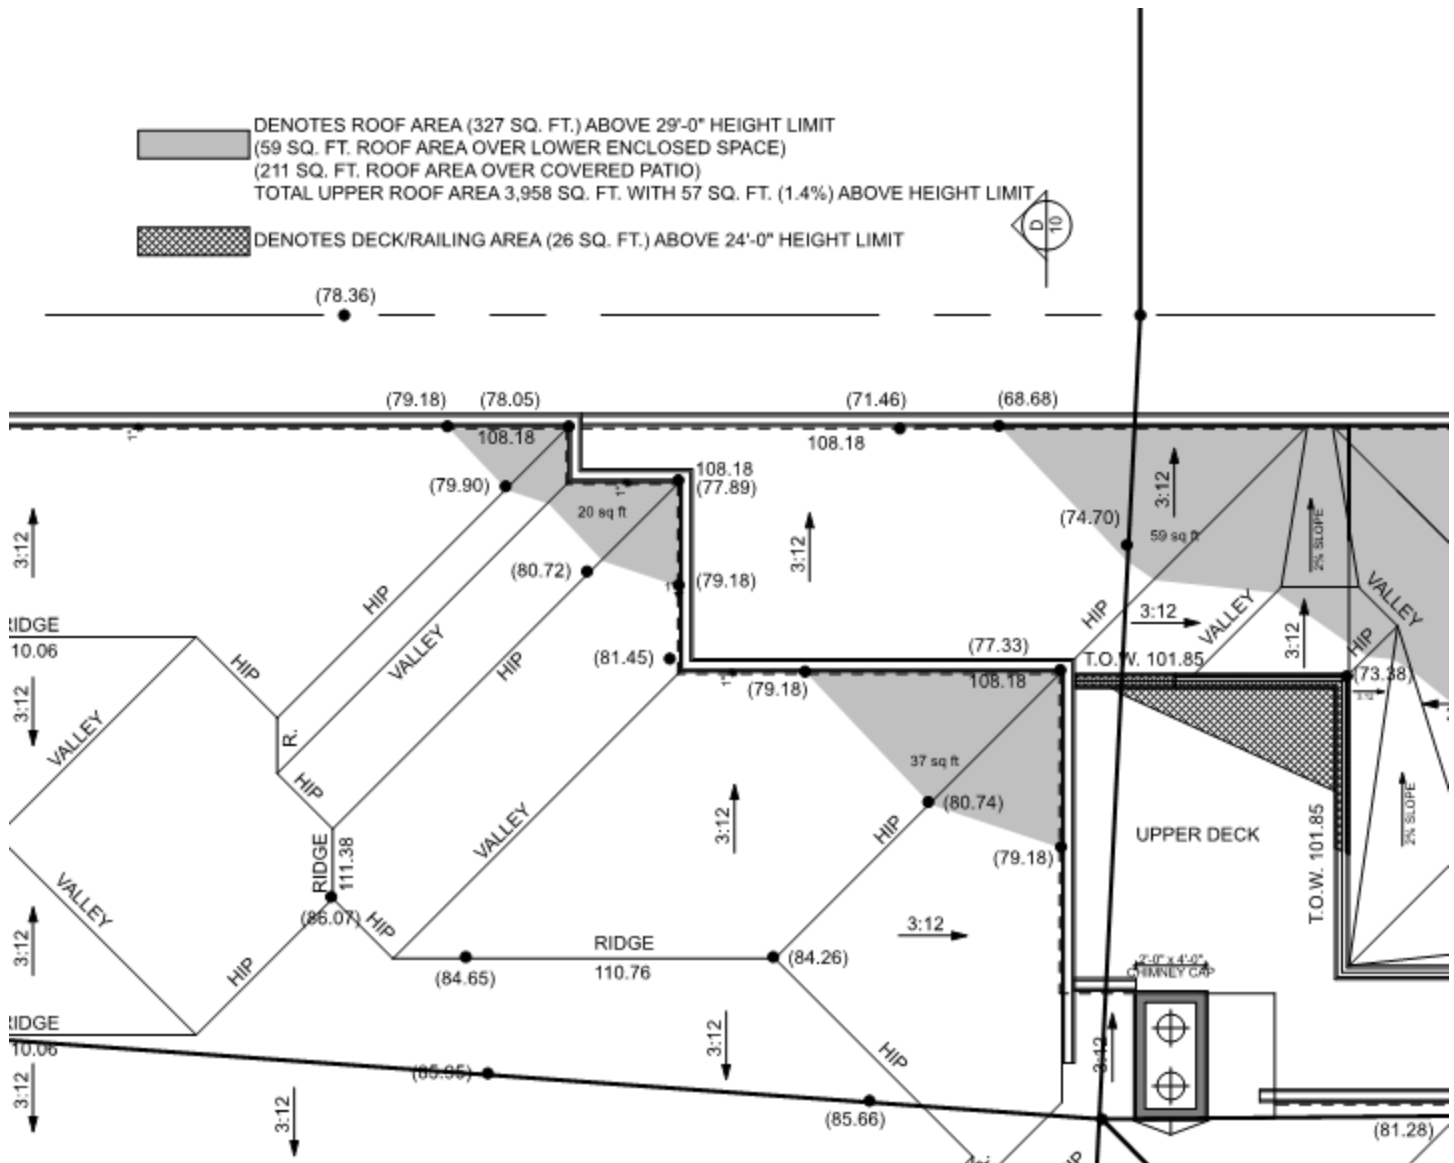 DENOTES ROOF AREA (327 SQ. FT.) ABOVE 29'-0" HEIGHT LIMIT
(59 SQ. FT. ROOF AREA OVER LOWER ENCLOSED SPACE)
(211 SQ. FT. ROOF AREA OVER COVERED PATIO)
TOTAL UPPER ROOF AREA 3,958 SQ. FT. WITH 57 SQ. FT. (1.4%) ABOVE HEIGHT LIMIT
DENOTES DECK/RAILING AREA (26 SQ. FT.) ABOVE 24'-0" HEIGHT LIMIT
D
10
(78.36)
(79.18)
(78.05)
(71.46)
(68.68)
1"
108.18
108.18
108.18
(77.89)
(79.90)
1"
20 sq ft
3:12
3:12
3:12
(74.70)
59 sq ft
2% SLOPE
(80.72)
1"
(79.18)
HIP
VALLEY
HIP
HIP
3:12
VALLEY
3:12
VALLEY
HIP
RIDGE
10.06
HIP
(81.45)
(77.33)
T.O.W. 101.85
(73.38)
1"
(79.18)
108.18
3:12
3:12
VALLEY
R.
HIP
37 sq ft
(80.74)
3:12
VALLEY
HIP
2% SLOPE
UPPER DECK
T.O.W. 101.85
RIDGE
111.38
(79.18)
VALLEY
(86.07)
HIP
3:12
3:12
RIDGE
110.76
(84.65)
(84.26)
HIP
2'-0" x 4'-0"
CHIMNEY CAP
RIDGE
10.06
3:12
3:12
HIP
3:12
(85.95)
3:12
(85.66)
(81.28)
HIP